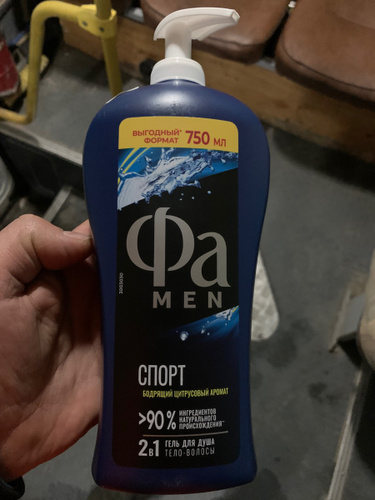 ВЫГОДНЫЙ*
ФОРМАТ 750 МЛ
Фа
MEN
СПОРТ
БОДРЯЩИЙ ЦИТРУСОВЫЙ АРОМАТ
>90% ИНГРЕДИЕНТОВ
НАТУРАЛЬНОГО
ПРОИСХОЖДЕНИЯ**
2в1 ГЕЛЬ ДЛЯ ДУША
ТЕЛО•ВОЛОСЫ